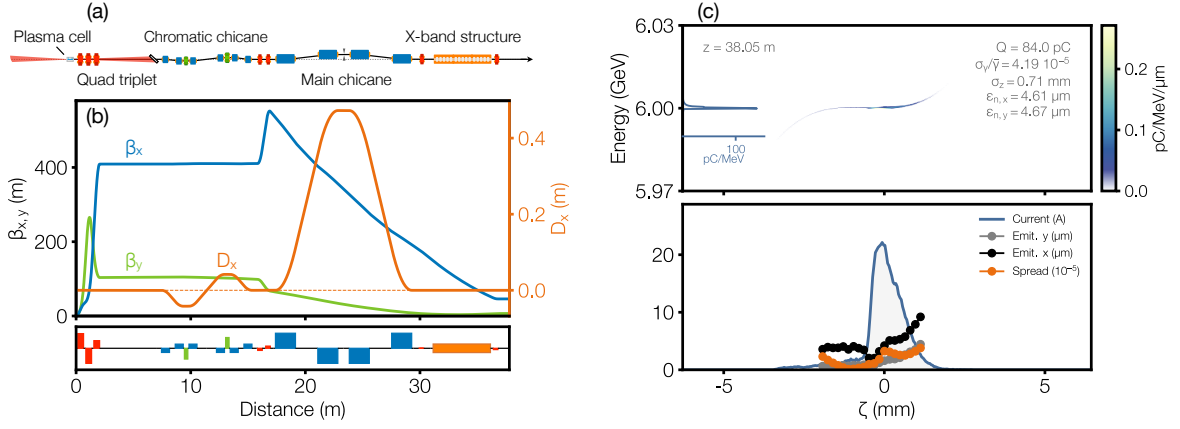 (a)
Plasma cell
Chromatic chicane
X-band structure
Quad triplet
Main chicane
(b)
βx
βy
Dx
βx, y (m)
400
200
0
Dx (m)
0.4
0.2
0.0
0
10
20
30
Distance (m)
(c)
6.03
6.00
5.97
Energy (GeV)
z = 38.05 m
Q = 84.0 pC
σγ/γ̄ = 4.19 10⁻⁵
σz = 0.71 mm
εn,x = 4.61 µm
εn,y = 4.67 µm
100
pC/MeV
0.2
0.1
0.0
pC/MeV/µm
Current (A)
Emit. y (µm)
Emit. x (µm)
Spread (10⁻⁵)
20
10
0
-5
0
5
ζ (mm)